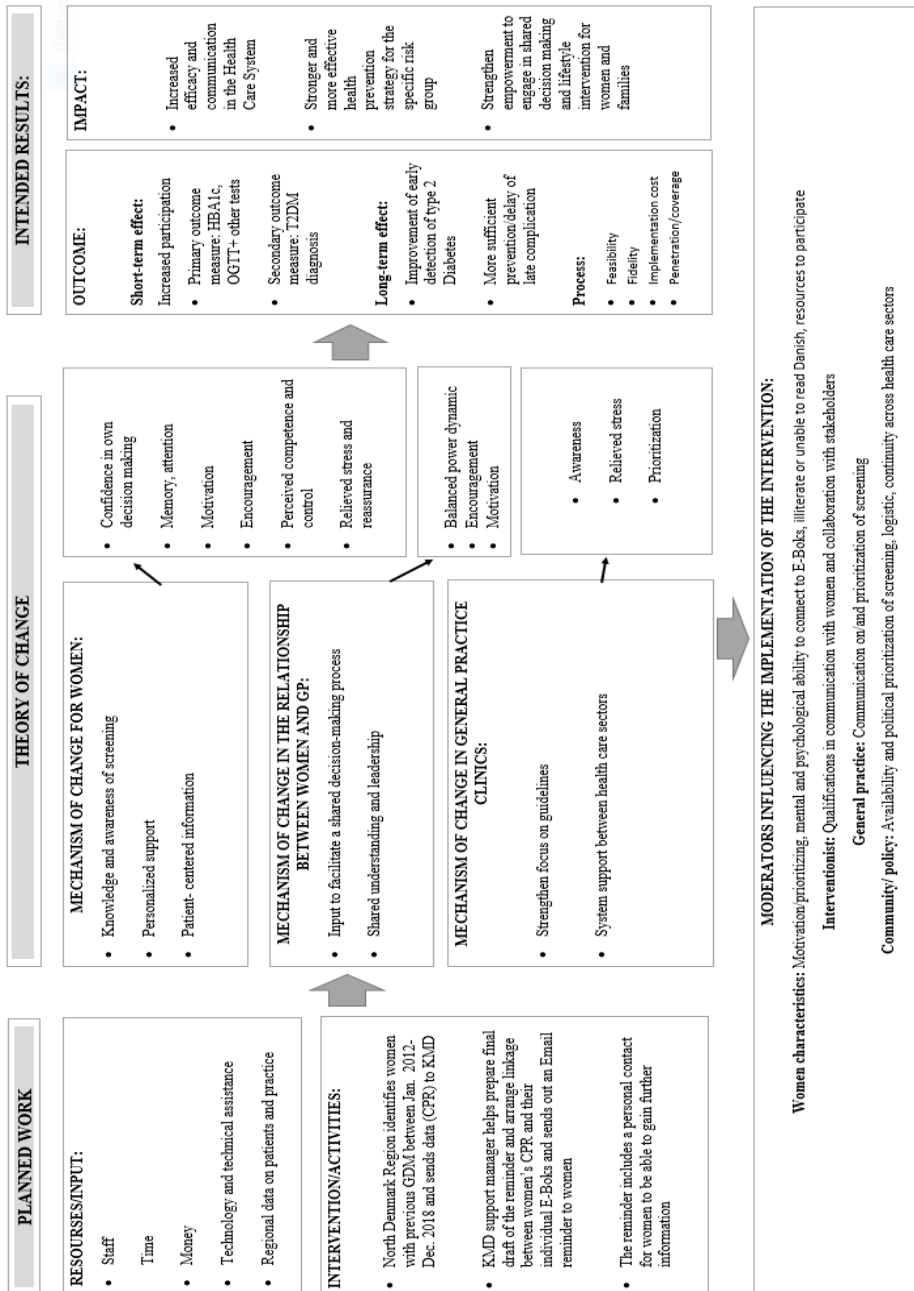 PLANNED WORK
RESOURSES/INPUT:
• Staff
Time
• Money
• Technology and technical assistance
• Regional data on patients and practice
INTERVENTION/ACTIVITIES:
• North Denmark Region identifies women
with previous GDM between Jan. 2012-
Dec. 2018 and sends data (CPR) to KMD
• KMD support manager helps prepare final
draft of the reminder and arrange linkage
between women's CPR and their
individual E-Boks and sends out an Email
reminder to women
• The reminder includes a personal contact
for women to be able to gain further
information
THEORY OF CHANGE
MECHANISM OF CHANGE FOR WOMEN:
• Knowledge and awareness of screening
• Personalized support
• Patient- centered information
MECHANISM OF CHANGE IN THE RELATIONSHIP
BETWEEN WOMEN AND GP:
• Input to facilitate a shared decision-making process
• Shared understanding and leadership
MECHANISM OF CHANGE IN GENERAL PRACTICE
CLINICS:
• Strengthen focus on guidelines
• System support between health care sectors
• Confidence in own
decision making
• Memory, attention
• Motivation
• Encouragement
• Perceived competence and
control
• Relieved stress and
reassurance
• Balanced power dynamic
• Encouragement
• Motivation
• Awareness
• Relieved stress
• Prioritization
INTENDED RESULTS:
OUTCOME:
Short-term effect:
Increased participation
• Primary outcome
measure: HBA1c,
OGTT+ other tests
• Secondary outcome
measure: T2DM
diagnosis
Long-term effect:
• Improvement of early
detection of type 2
Diabetes
• More sufficient
prevention/delay of
late complication
Process:
• Feasibility
• Fidelity
• Implementation cost
• Penetration/coverage
IMPACT:
• Increased
efficacy and
communication
in the Health
Care System
• Stronger and
more effective
health
prevention
strategy for the
specific risk
group
• Strengthen
empowerment to
engage in shared
decision making
and lifestyle
intervention for
women and
families
MODERATORS INFLUENCING THE IMPLEMENTATION OF THE INTERVENTION:
Women characteristics: Motivation/prioritizing, mental and psychological ability to connect to E-Boks, illiterate or unable to read Danish, resources to participate
Interventionist: Qualifications in communication with women and collaboration with stakeholders
General practice: Communication on/and prioritization of screening
Community/ policy: Availability and political prioritization of screening, logistic, continuity across health care sectors